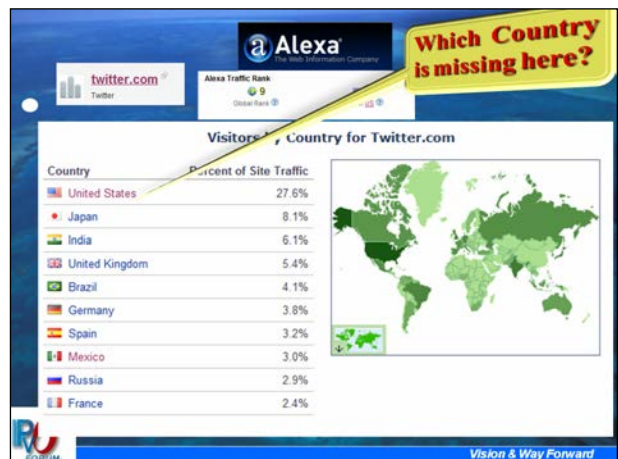 Alexa
The Web Information Company
Which Country
is missing here?
twitter.com
Twitter
Alexa Traffic Rank
9
Global Rank
US
Visitors by Country for Twitter.com
Country Percent of Site Traffic
United States 27.6%
Japan 8.1%
India 6.1%
United Kingdom 5.4%
Brazil 4.1%
Germany 3.8%
Spain 3.2%
Mexico 3.0%
Russia 2.9%
France 2.4%
FORUM
Vision & Way Forward